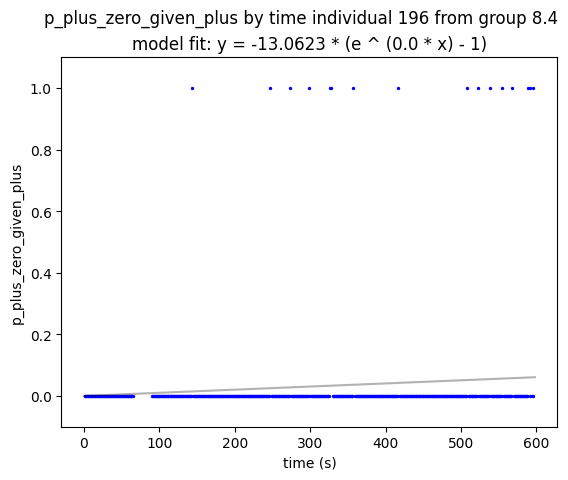 p_plus_zero_given_plus by time individual 196 from group 8.4
model fit: y = -13.0623 * (e ^ (0.0 * x) - 1)
1.0
0.8
0.6
0.4
0.2
0.0
p_plus_zero_given_plus
0 100 200 300 400 500 600
time (s)